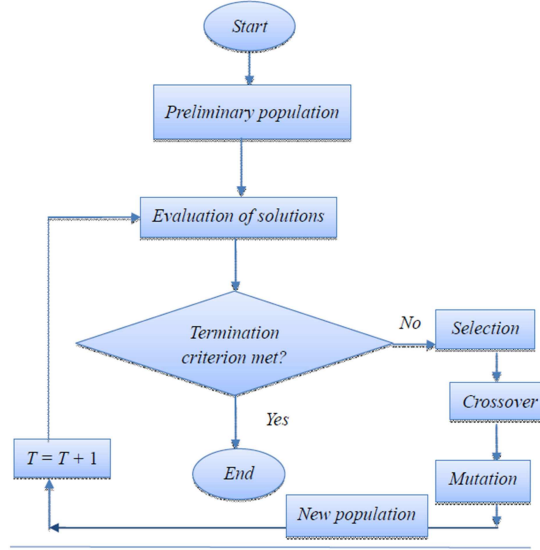 Start
Preliminary population
Evaluation of solutions
Termination
criterion met?
No
Selection
Crossover
Yes
Mutation
T = T + 1
End
New population